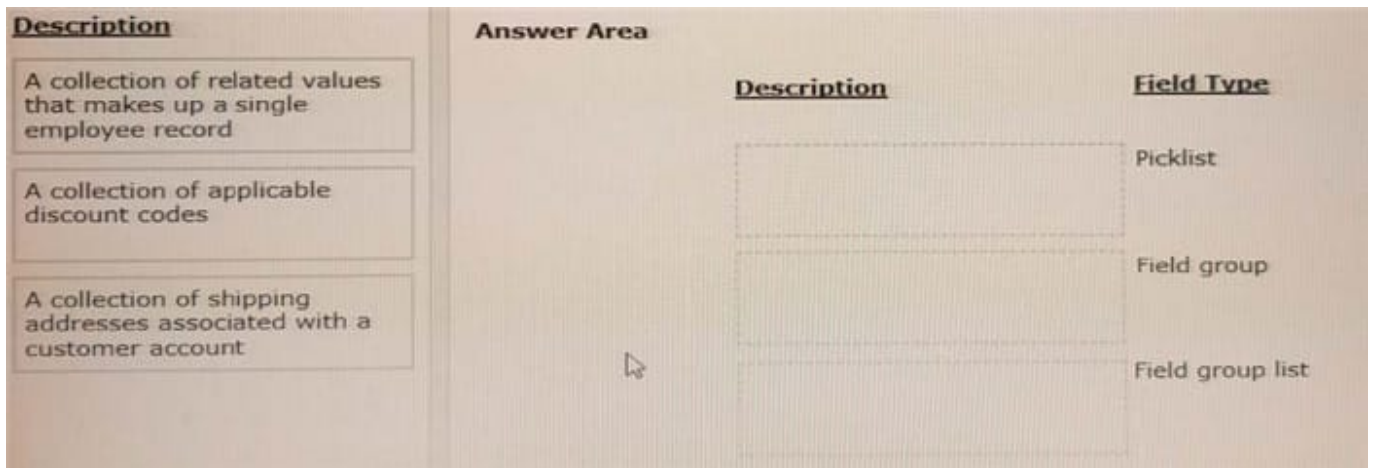 Description
A collection of related values
that makes up a single
employee record
A collection of applicable
discount codes
A collection of shipping
addresses associated with a
customer account
Answer Area
Description
Field Type
Picklist
Field group
Field group list